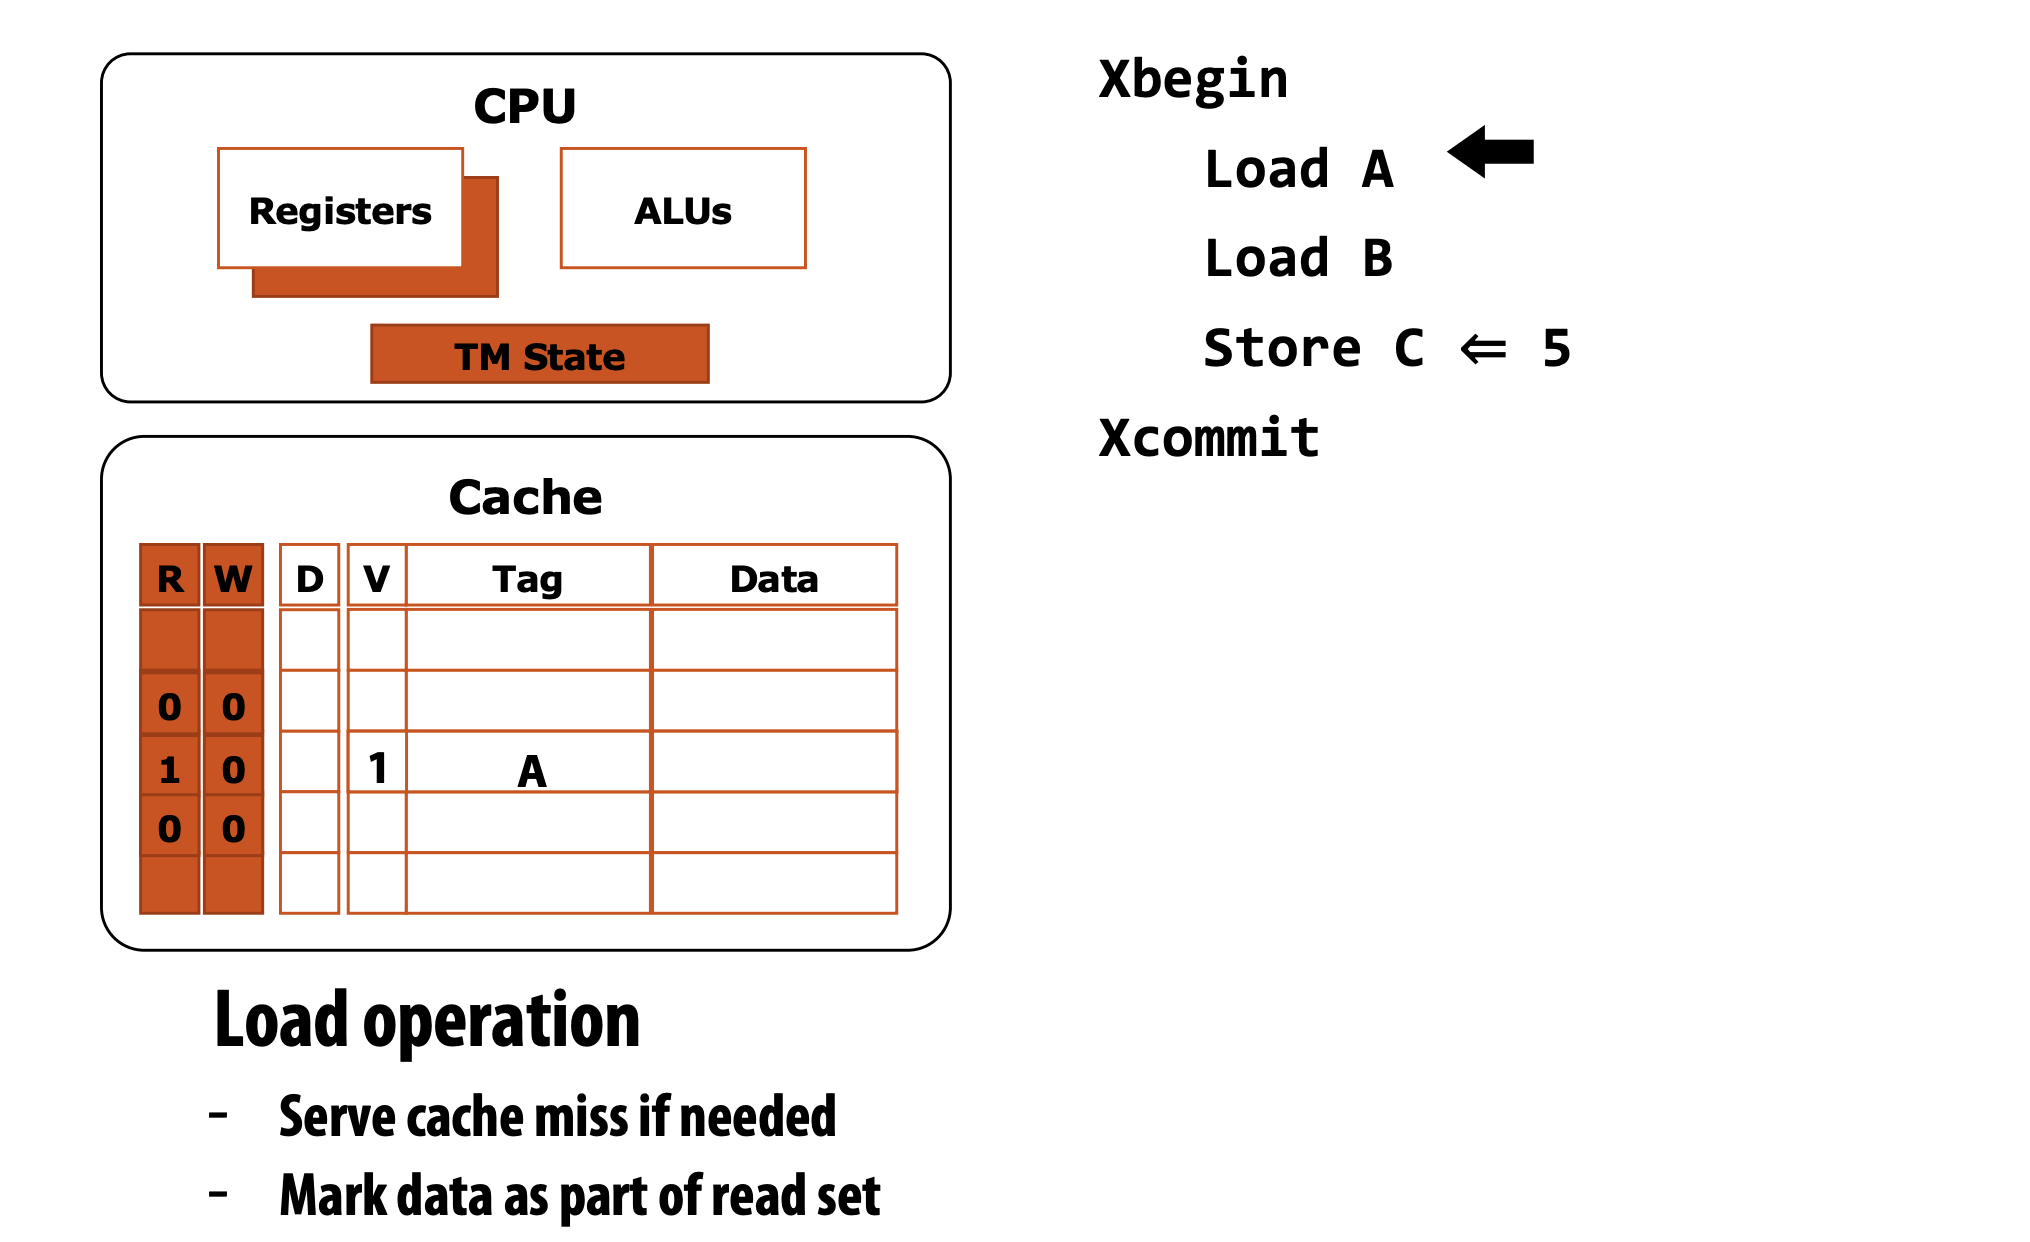 CPU
Registers
ALUs
TM State
Cache
R W D V Tag Data
0 0
1 0 1 A
0 0
Xbegin
Load A
Load B
Store C ⇐ 5
Xcommit
Load operation
- Serve cache miss if needed
- Mark data as part of read set